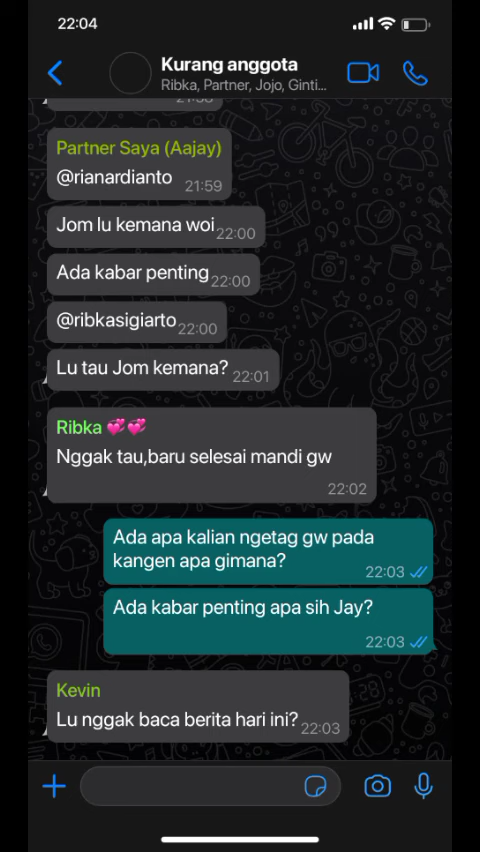 22:04
Kurang anggota
Ribka, Partner, Jojo, Ginti...
Partner Saya (Aajay)
@rianardianto 21:59
Jom lu kemana woi 22:00
Ada kabar penting 22:00
@ribkasigiarto 22:00
Lu tau Jom kemana? 22:01
Ribka 💞💞
Nggak tau,baru selesai mandi gw
22:02
Ada apa kalian ngetag gw pada
kangen apa gimana?
22:03
Ada kabar penting apa sih Jay?
22:03
Kevin
Lu nggak baca berita hari ini? 22:03